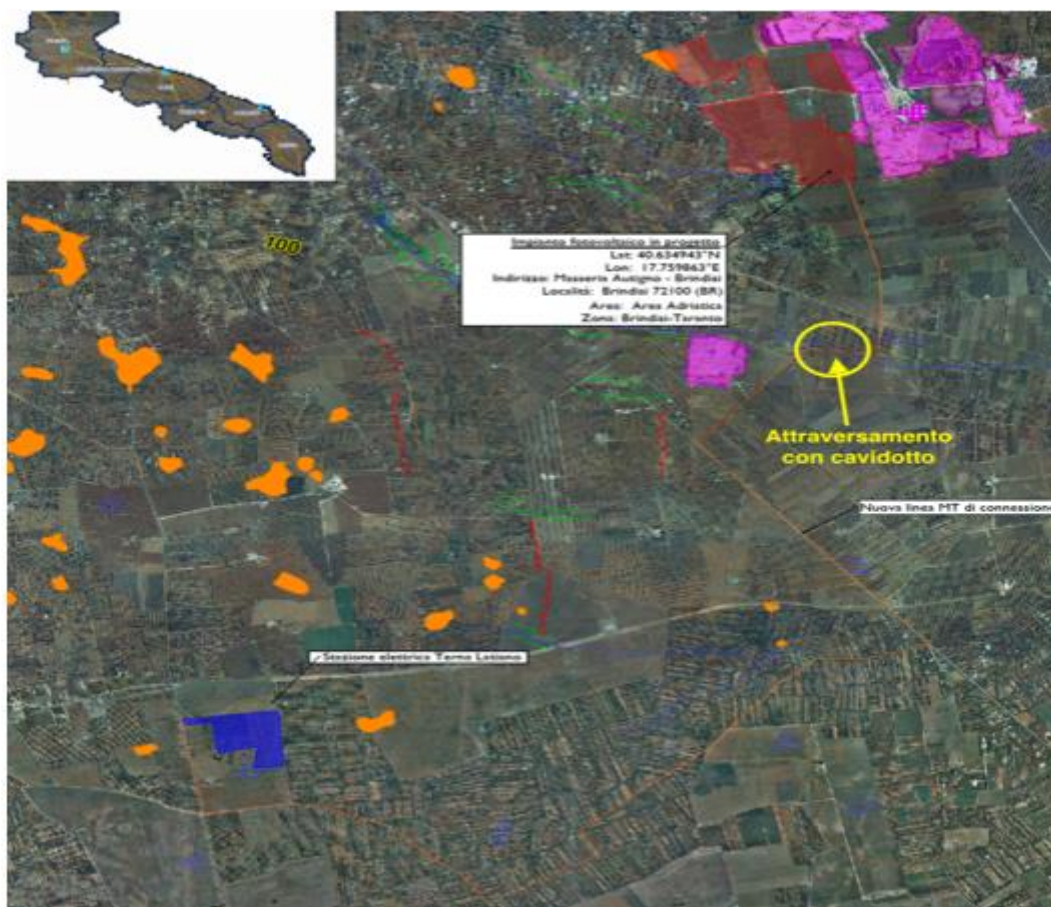 100
Impianto fotovoltaico in progetto
Lat: 40.634943°N
Lon: 17.759863°E
Indirizzo: Masseria Autigno - Brindisi
Località: Brindisi 72100 (BR)
Area: Area Adriatica
Zona: Brindisi-Taranto
Attraversamento
con cavidotto
Nuova linea MT di connessione
Stazione elettrica Terna Latiano